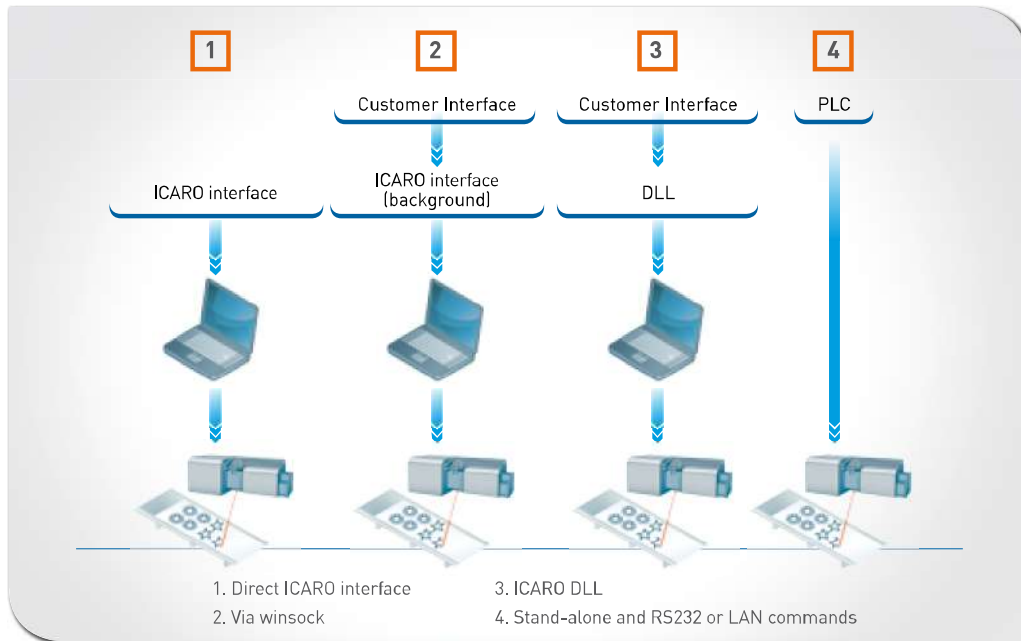 1
2
3
4
Customer Interface
Customer Interface
PLC
ICARO interface
ICARO interface
(background)
DLL
1. Direct ICARO interface
2. Via winsock
3. ICARO DLL
4. Stand-alone and RS232 or LAN commands